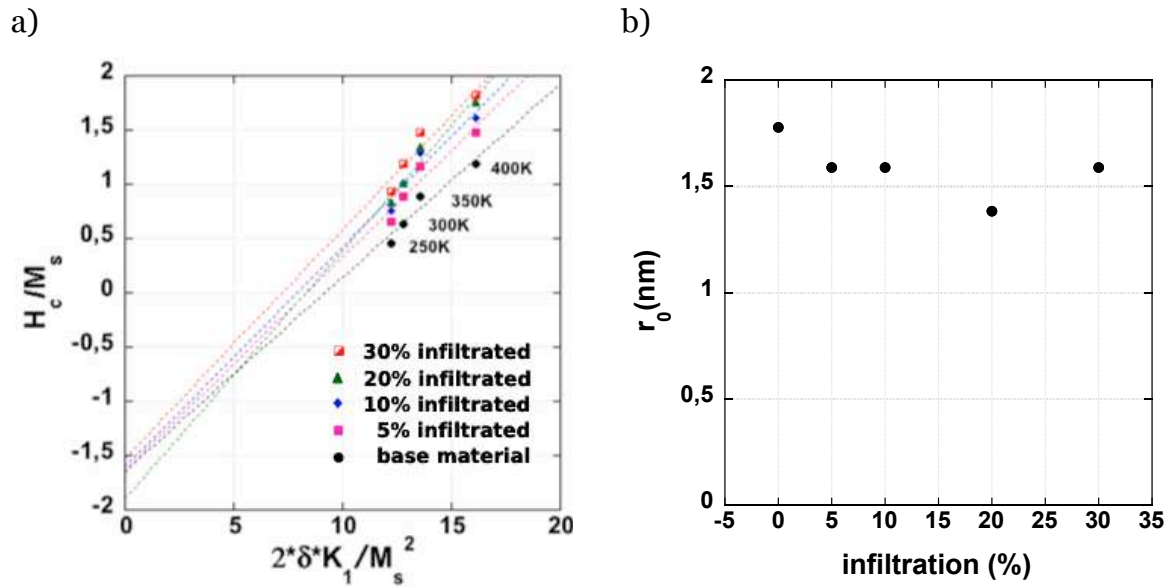 a)
b)
2
1,5
1
0,5
0
-0,5
-1
-1,5
-2
H_c/M_s
400K
350K
300K
250K
30% infiltrated
20% infiltrated
10% infiltrated
5% infiltrated
base material
0 5 10 15 20
2*δ*K_1/M_s^2
2
1,5
1
0,5
0
r_0(nm)
-5 0 5 10 15 20 25 30 35
infiltration (%)